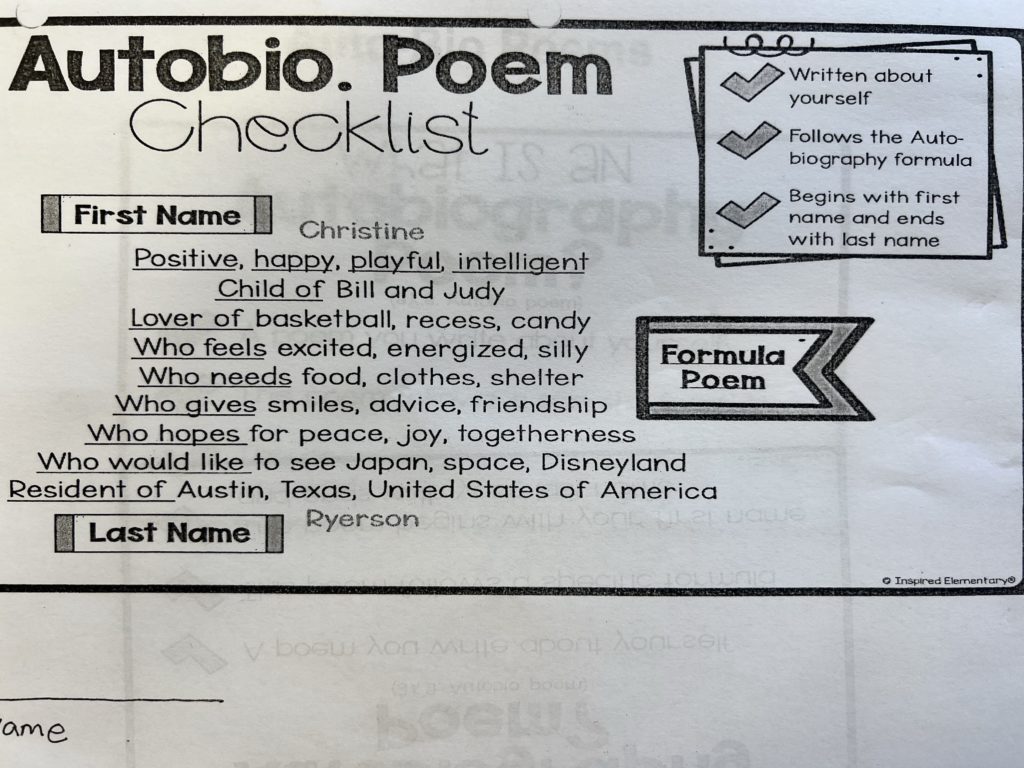 Autobio. Poem
Checklist
Written about
yourself
Follows the Auto-
biography formula
Begins with first
name and ends
with last name
First Name
Christine
Positive, happy, playful, intelligent
Child of Bill and Judy
Lover of basketball, recess, candy
Who feels excited, energized, silly
Who needs food, clothes, shelter
Who gives smiles, advice, friendship
Who hopes for peace, joy, togetherness
Who would like to see Japan, space, Disneyland
Resident of Austin, Texas, United States of America
Last Name
Ryerson
Formula
Poem
© Inspired Elementary®
ame